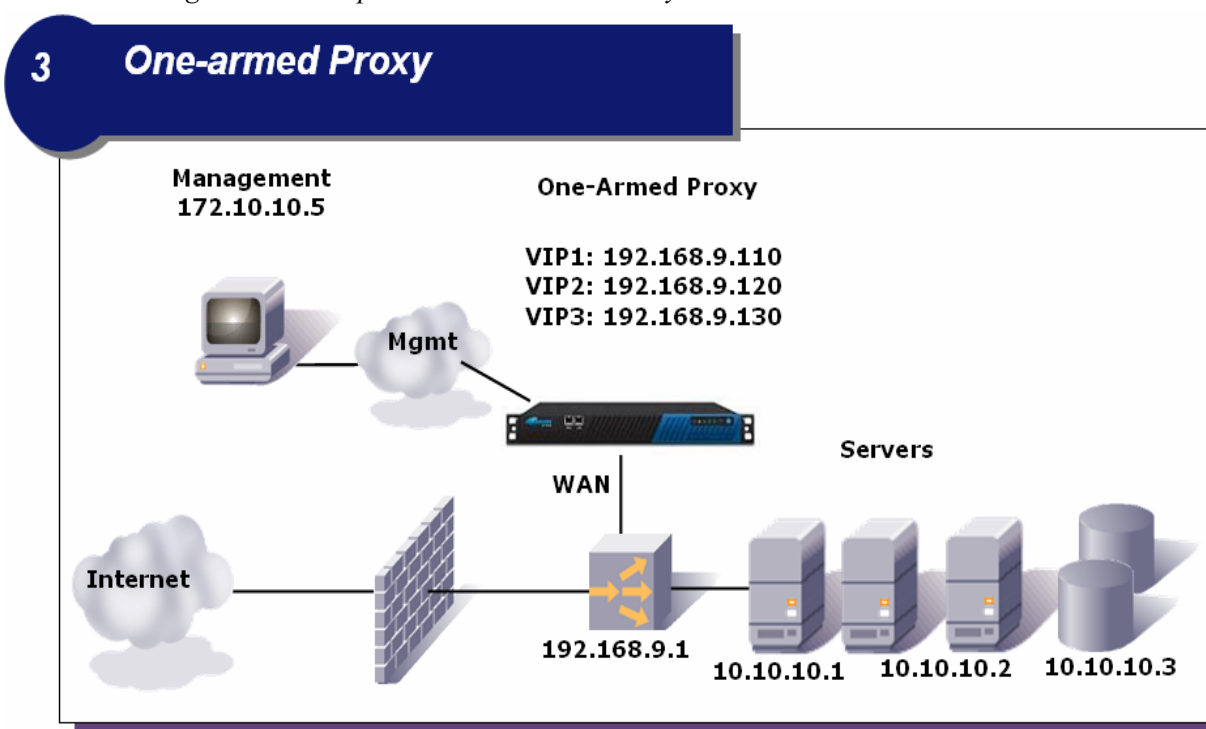 3
One-armed Proxy
Management
172.10.10.5
One-Armed Proxy
VIP1: 192.168.9.110
VIP2: 192.168.9.120
VIP3: 192.168.9.130
Mgmt
Servers
WAN
Internet
192.168.9.1
10.10.10.1
10.10.10.2
10.10.10.3